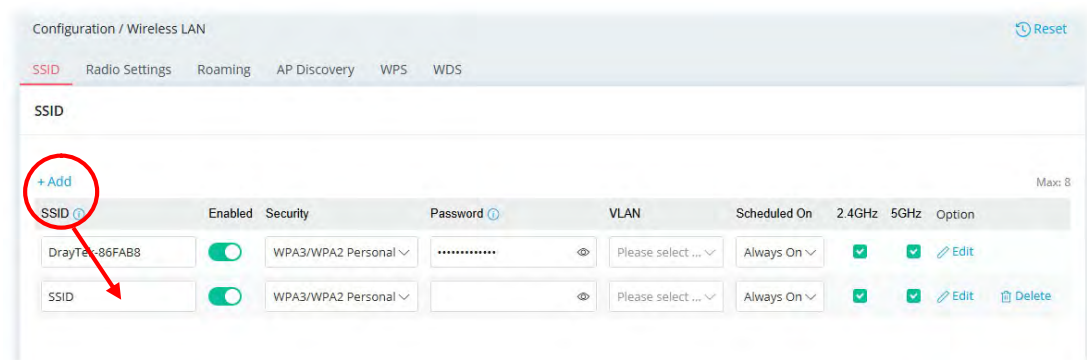 Configuration / Wireless LAN
Reset
SSID Radio Settings Roaming AP Discovery WPS WDS
SSID
+ Add
Max: 8
SSID Enabled Security Password VLAN Scheduled On 2.4GHz 5GHz Option
DrayTek-86FAB8 WPA3/WPA2 Personal ••••••••••••• Please select ... Always On Edit
SSID WPA3/WPA2 Personal Please select ... Always On Edit Delete